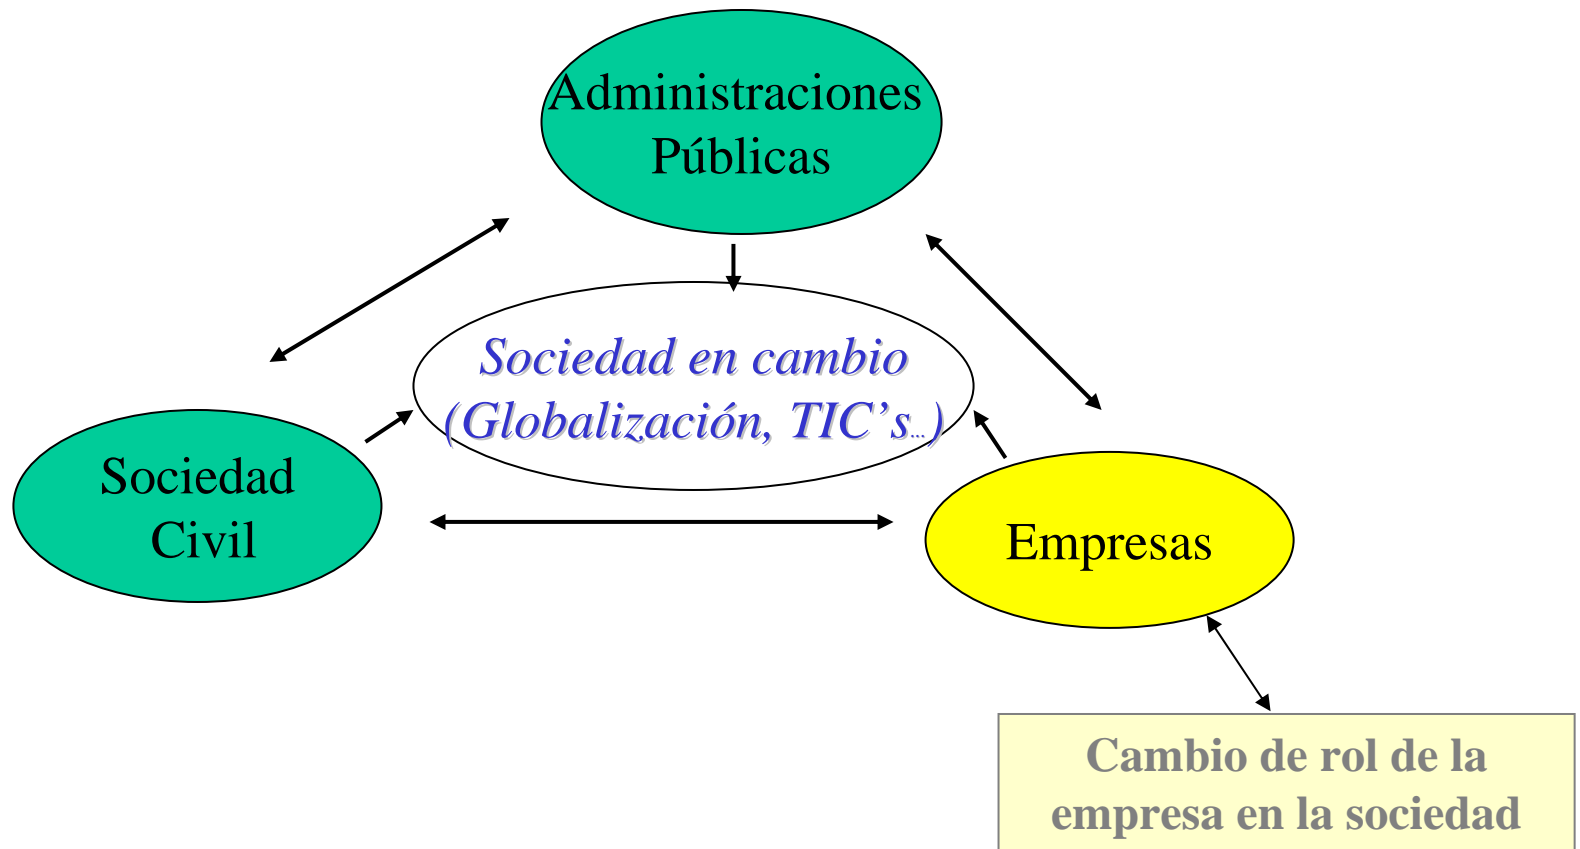 Administraciones
Públicas
Sociedad en cambio
(Globalización, TIC’s...)
Sociedad
Civil
Empresas
Cambio de rol de la
empresa en la sociedad